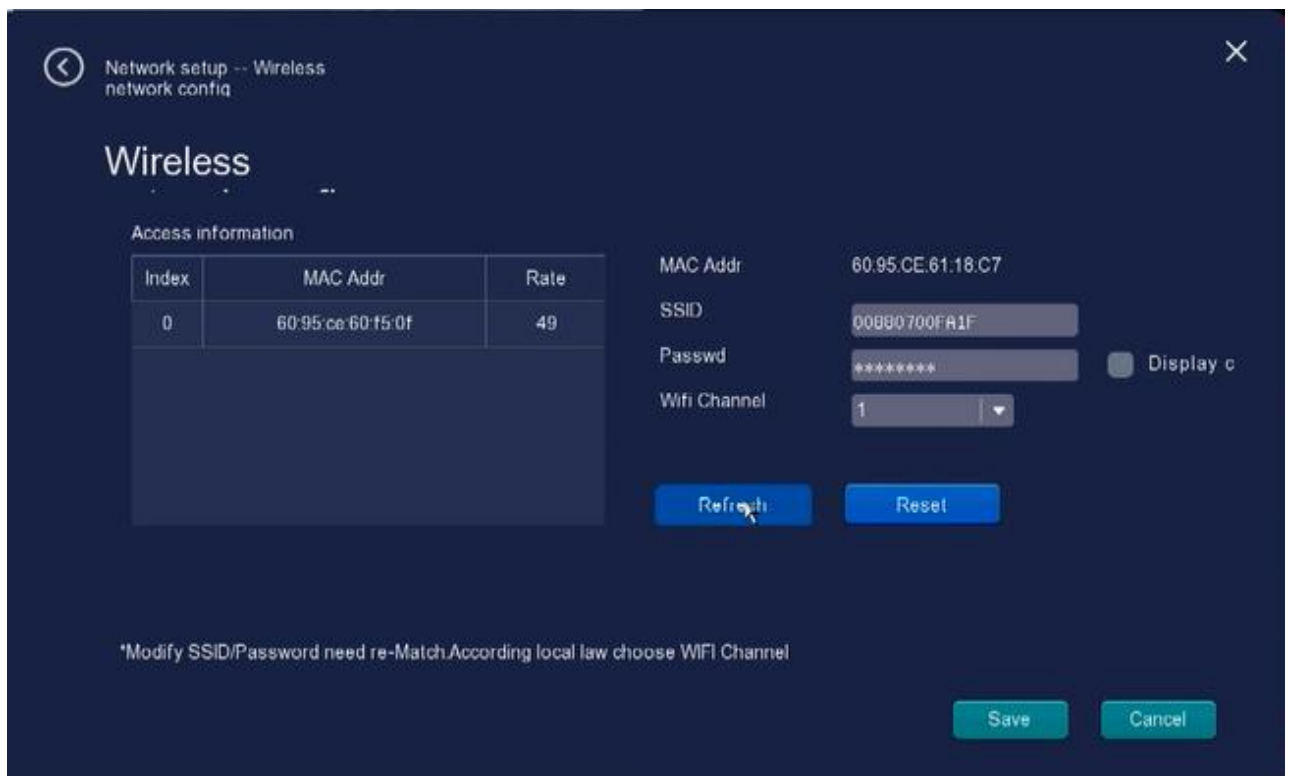 Network setup -- Wireless
network config
Wireless
Access information
Index MAC Addr Rate
0 60:95:ce:60:f5:0f 49
MAC Addr 60:95:CE:61:18:C7
SSID 00880700FA1F
Passwd ********
Display c
Wifi Channel 1
Refresh Reset
*Modify SSID/Password need re-Match.According local law choose WIFI Channel
Save Cancel